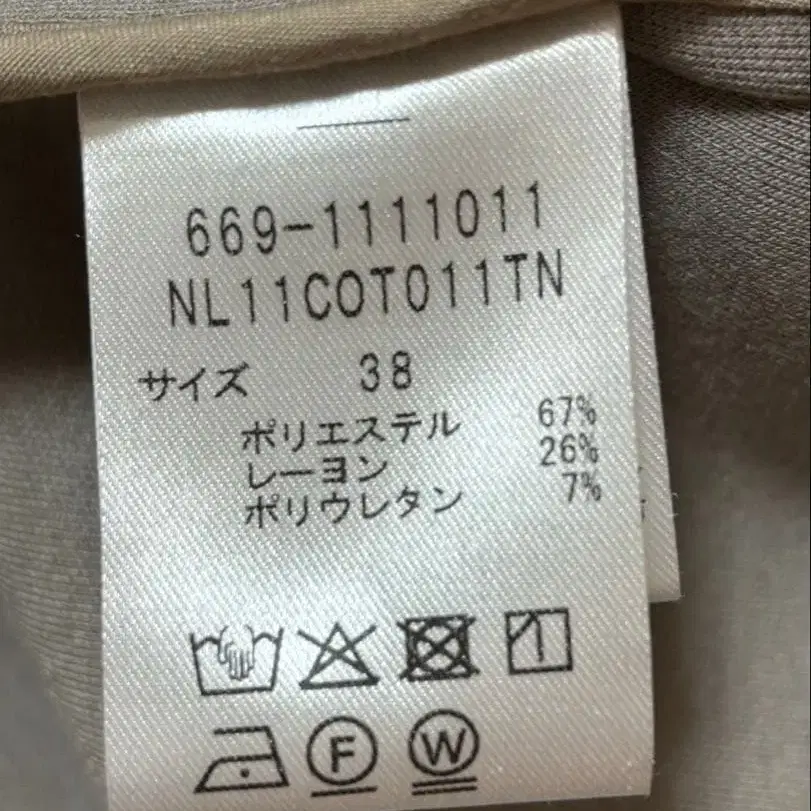 669-1111011
NL11COT011TN
サイズ 38
ポリエステル 67%
レーヨン 26%
ポリウレタン 7%
F W